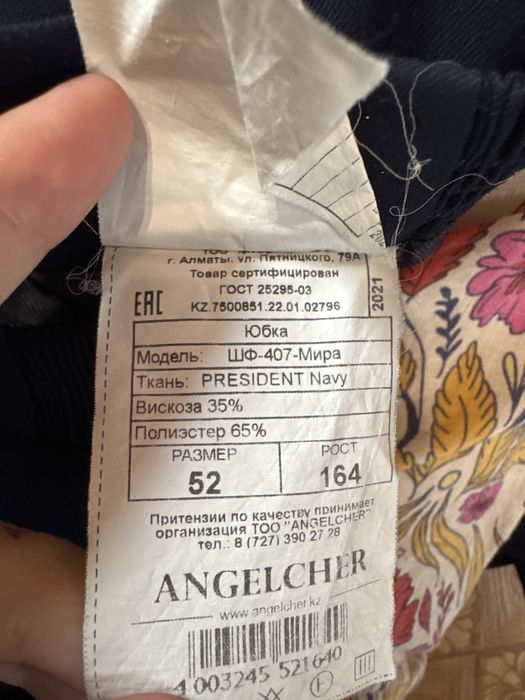 г. Алматы, ул. Пятницкого, 79А
Товар сертифицирован
ГОСТ 25295-03
EAC KZ.7500851.22.01.02796
2021
Юбка
Модель: ШФ-407-Мира
Ткань: PRESIDENT Navy
Вискоза 35%
Полиэстер 65%
РАЗМЕР РОСТ
52 164
Притензии по качеству принимает
организация ТОО "ANGELCHER"
тел.: 8 (727) 390 27 28
ANGELCHER
www.angelcher.kz
4 003245 521640